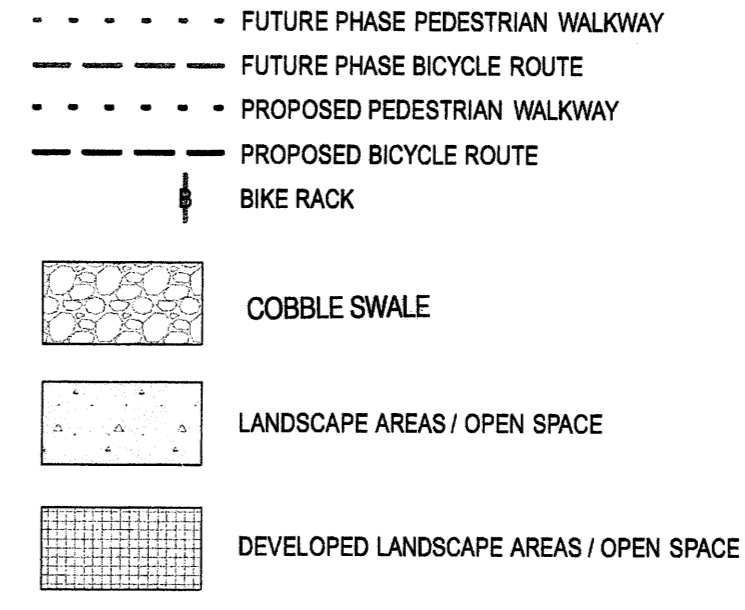 FUTURE PHASE PEDESTRIAN WALKWAY
FUTURE PHASE BICYCLE ROUTE
PROPOSED PEDESTRIAN WALKWAY
PROPOSED BICYCLE ROUTE
B BIKE RACK
COBBLE SWALE
LANDSCAPE AREAS / OPEN SPACE
DEVELOPED LANDSCAPE AREAS / OPEN SPACE